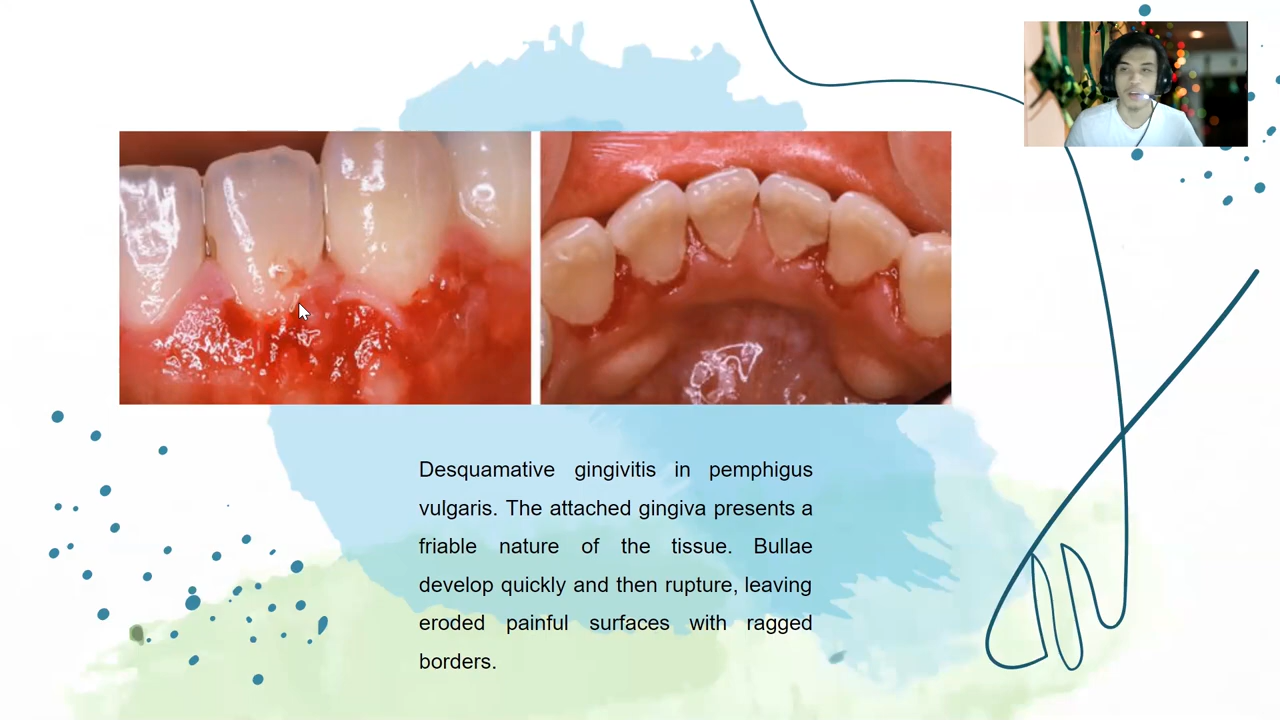 Desquamative gingivitis in pemphigus
vulgaris. The attached gingiva presents a
friable nature of the tissue. Bullae
develop quickly and then rupture, leaving
eroded painful surfaces with ragged
borders.